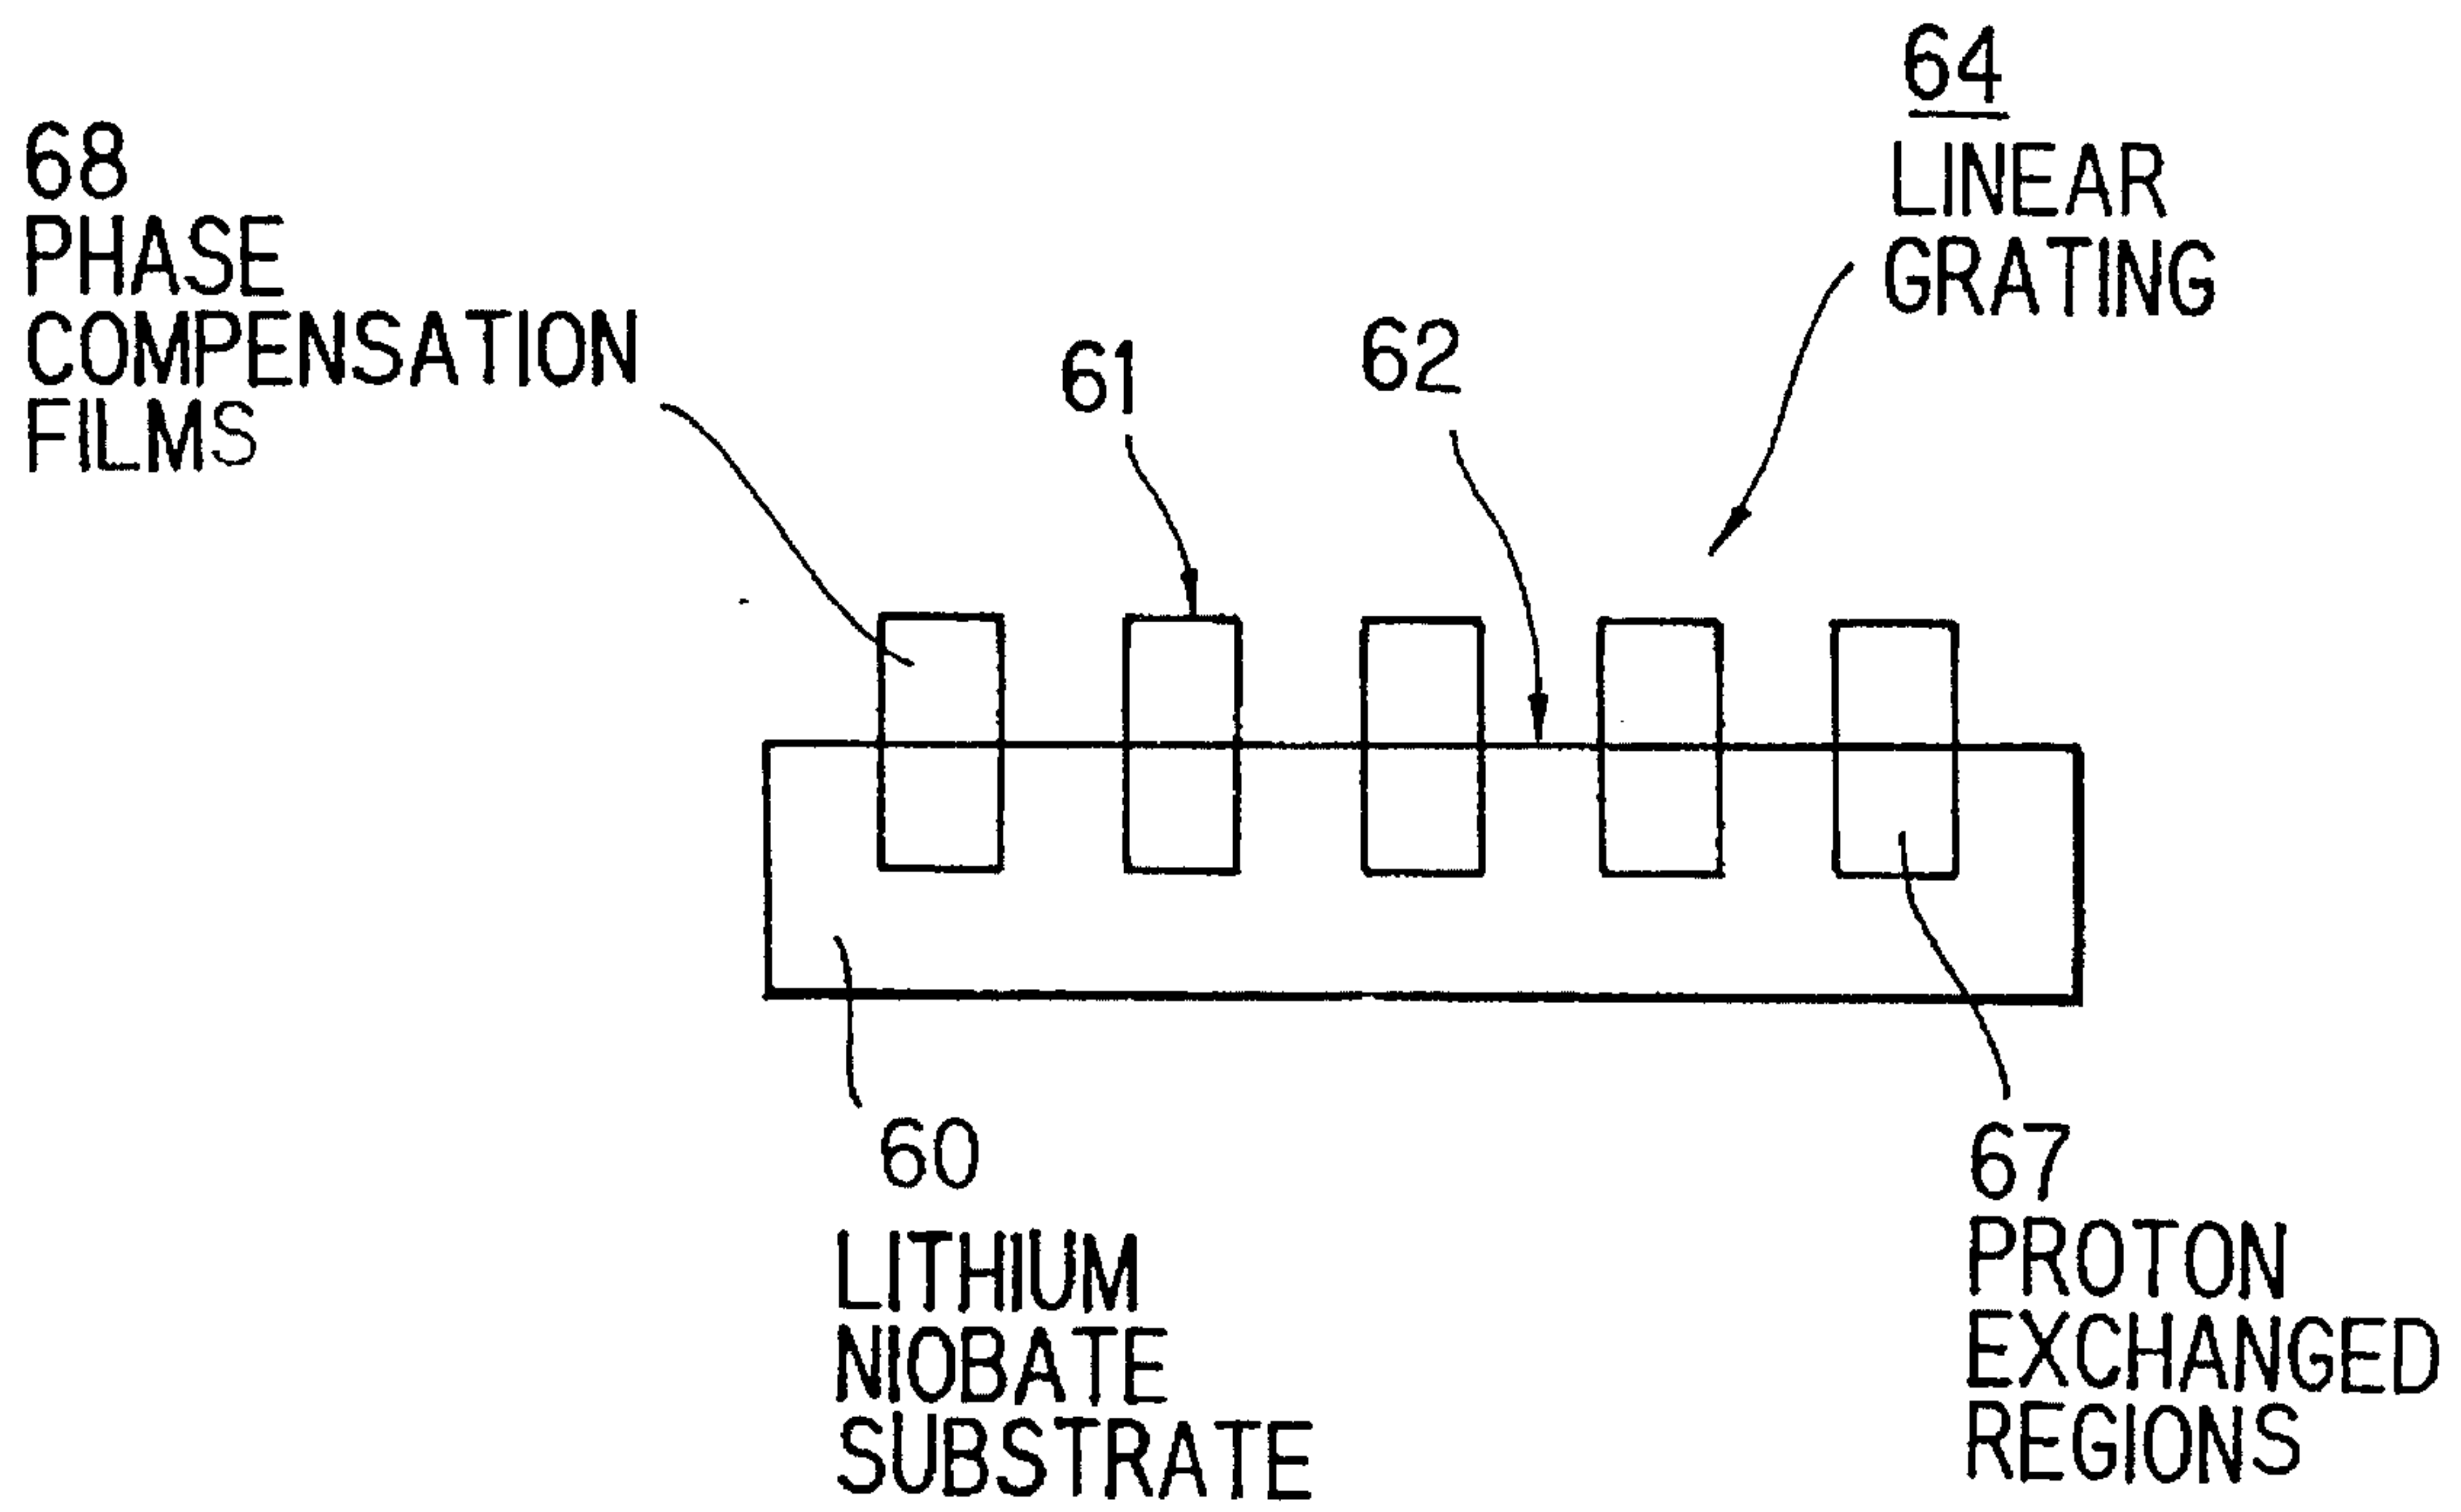 64
LINEAR
GRATING
68
PHASE
COMPENSATION
FILMS
61
62
60
LITHIUM
NIOBATE
SUBSTRATE
67
PROTON
EXCHANGED
REGIONS